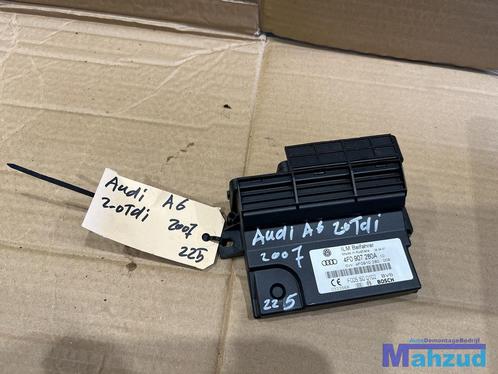 Audi A6
2.0Tdi
2007
225
Audi A6 2.0Tdi
2007
225
ILM Beifahrer
4F0 907 280A
BOSCH
AutoDemontageBedrijf
Mahzud